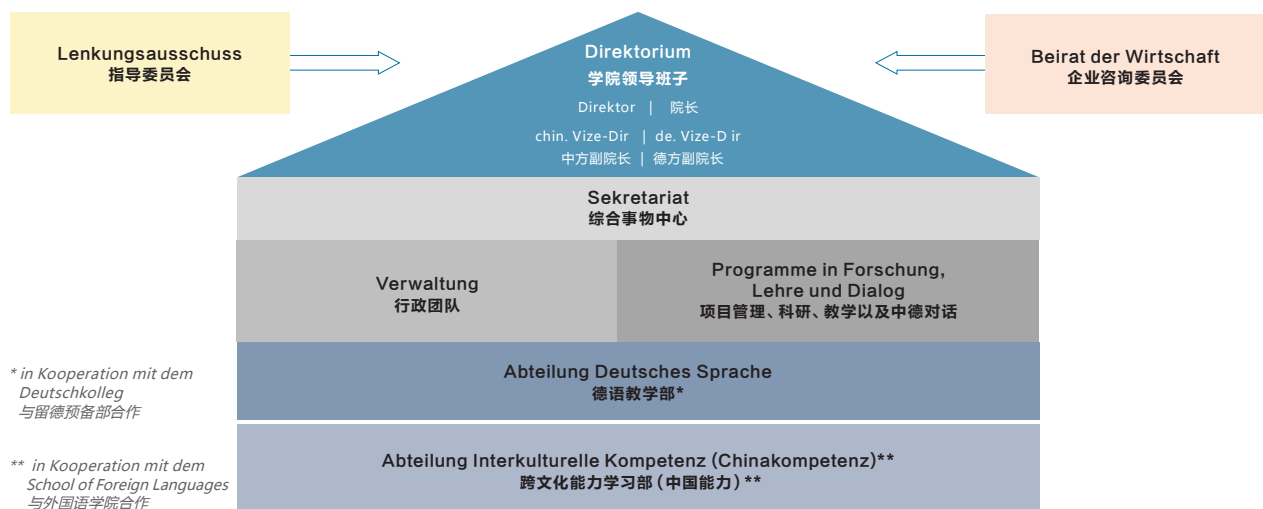 Lenkungsausschuss
指导委员会
Direktorium
学院领导班子
Direktor | 院长
chin. Vize-Dir | de. Vize-D ir
中方副院长 | 德方副院长
Beirat der Wirtschaft
企业咨询委员会
Sekretariat
综合事物中心
Verwaltung
行政团队
Programme in Forschung,
Lehre und Dialog
项目管理、科研、教学以及中德对话
Abteilung Deutsches Sprache
德语教学部*
* in Kooperation mit dem
Deutschkolleg
与留德预备部合作
Abteilung Interkulturelle Kompetenz (Chinakompetenz)**
跨文化能力学习部（中国能力）**
** in Kooperation mit dem
School of Foreign Languages
与外国语学院合作